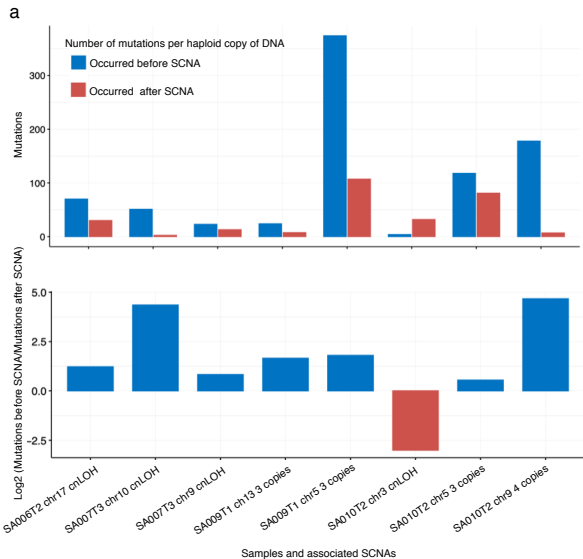 a
Number of mutations per haploid copy of DNA
Occurred before SCNA
Occurred after SCNA
Mutations
300
200
100
0
Log2 (Mutations before SCNA/Mutations after SCNA)
5.0
2.5
0.0
−2.5
SA006T2 chr17 cnLOH
SA007T3 chr10 cnLOH
SA007T3 chr9 cnLOH
SA009T1 ch13 3 copies
SA009T1 chr5 3 copies
SA010T2 chr3 cnLOH
SA010T2 chr5 3 copies
SA010T2 chr9 4 copies
Samples and associated SCNAs